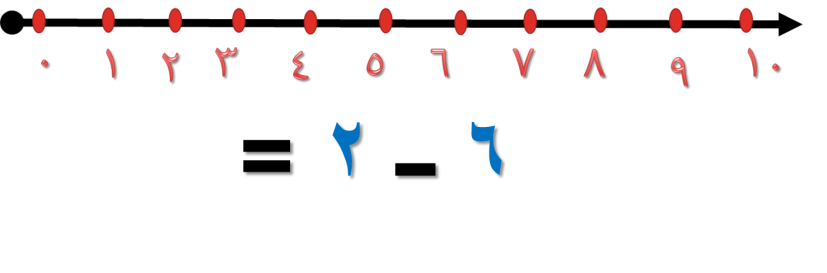 ٠ ١ ٢ ٣ ٤ ٥ ٦ ٧ ٨ ٩ ١٠
٦ - ٢ =